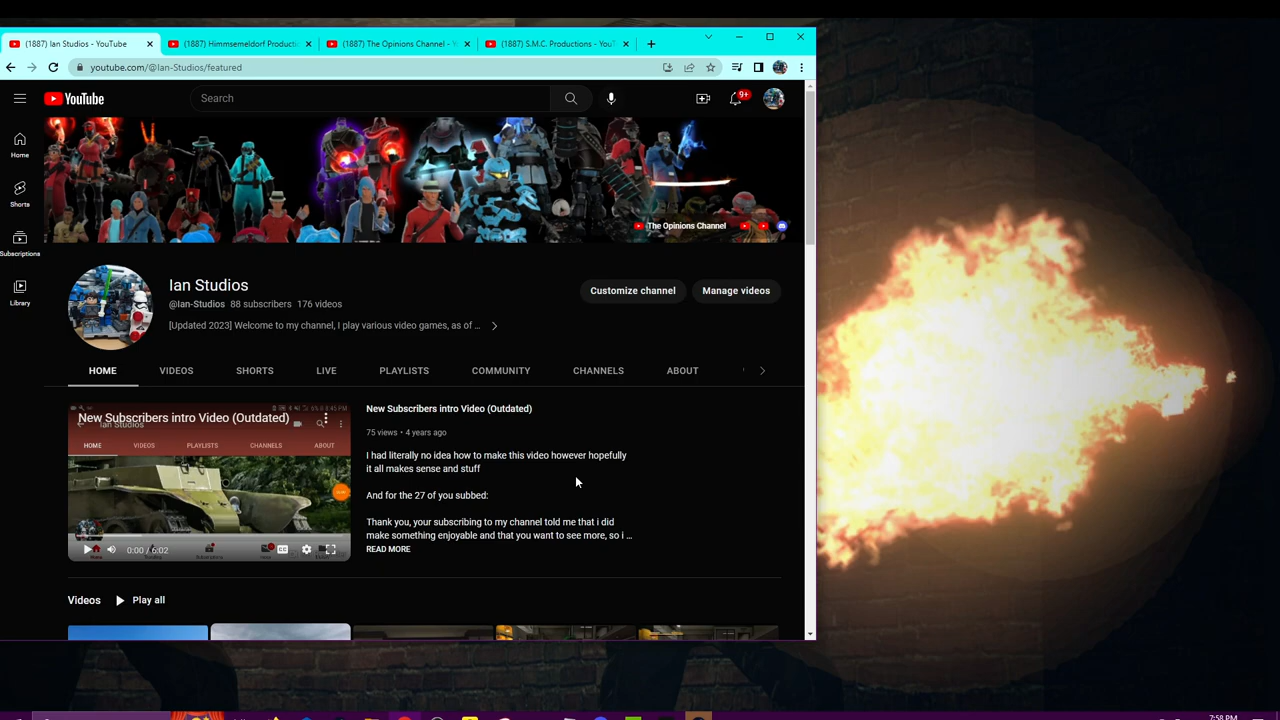 (1887) Ian Studios - YouTube
(1887) Himmsemeldorf Producti
(1887) The Opinions Channel - Y
(1887) S.M.C. Productions - YouT
youtube.com/@Ian-Studios/featured
YouTube
Search
9+
Home
Shorts
Subscriptions
Library
The Opinions Channel
Ian Studios
@Ian-Studios 88 subscribers 176 videos
[Updated 2023] Welcome to my channel, I play various video games, as of ...
Customize channel
Manage videos
HOME
VIDEOS
SHORTS
LIVE
PLAYLISTS
COMMUNITY
CHANNELS
ABOUT
New Subscribers intro Video (Outdated)
Ian Studios
HOME
VIDEOS
PLAYLISTS
CHANNELS
ABOUT
0:00 / 6:02
New Subscribers intro Video (Outdated)
75 views • 4 years ago
I had literally no idea how to make this video however hopefully
it all makes sense and stuff
And for the 27 of you subbed:
Thank you, your subscribing to my channel told me that i did
make something enjoyable and that you want to see more, so i ...
READ MORE
Videos
Play all
7:58 PM